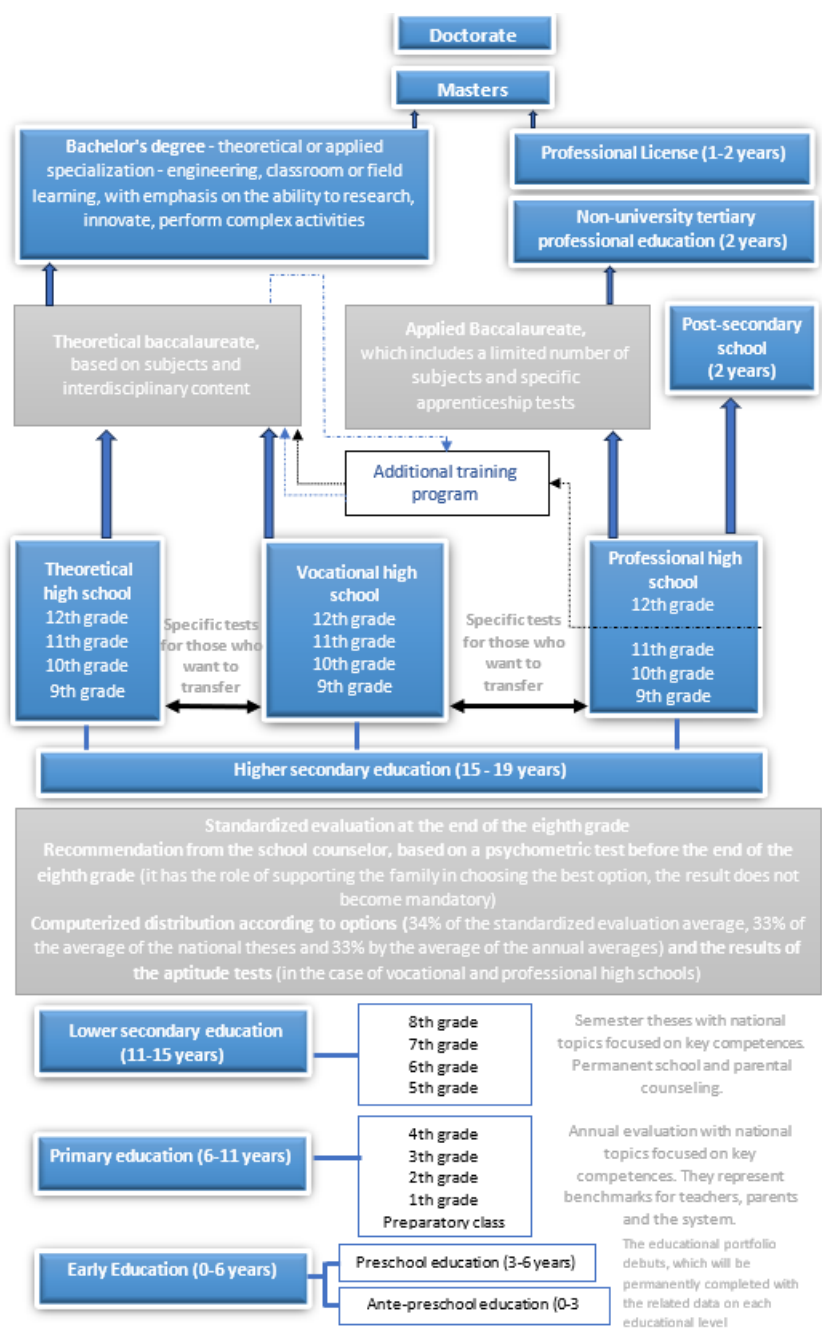 Doctorate
Masters
Bachelor's degree - theoretical or applied
specialization - engineering, classroom or field
learning, with emphasis on the ability to research,
innovate, perform complex activities
Professional License (1-2 years)
Non-university tertiary
professional education (2 years)
Theoretical baccalaureate,
based on subjects and
interdisciplinary content
Applied Baccalaureate,
which includes a limited number of
subjects and specific
apprenticeship tests
Post-secondary
school
(2 years)
Additional training
program
Theoretical
high school
12th grade
11th grade
10th grade
9th grade
Specific tests
for those who
want to
transfer
Vocational high
school
12th grade
11th grade
10th grade
9th grade
Specific tests
for those who
want to
transfer
Professional high
school
12th grade
11th grade
10th grade
9th grade
Higher secondary education (15 - 19 years)
Standardized evaluation at the end of the eighth grade
Recommendation from the school counselor, based on a psychometric test before the end of the
eighth grade (it has the role of supporting the family in choosing the best option, the result does not
become mandatory)
Computerized distribution according to options (34% of the standardized evaluation average, 33% of
the average of the national theses and 33% by the average of the annual averages) and the results of
the aptitude tests (in the case of vocational and professional high schools)
Lower secondary education
(11-15 years)
8th grade
7th grade
6th grade
5th grade
Semester theses with national
topics focused on key competences.
Permanent school and parental
counseling.
Primary education (6-11 years)
4th grade
3th grade
2th grade
1th grade
Preparatory class
Annual evaluation with national
topics focused on key
competences. They represent
benchmarks for teachers, parents
and the system.
Early Education (0-6 years)
Preschool education (3-6 years)
Ante-preschool education (0-3
The educational portfolio
debuts, which will be
permanently completed with
the related data on each
educational level